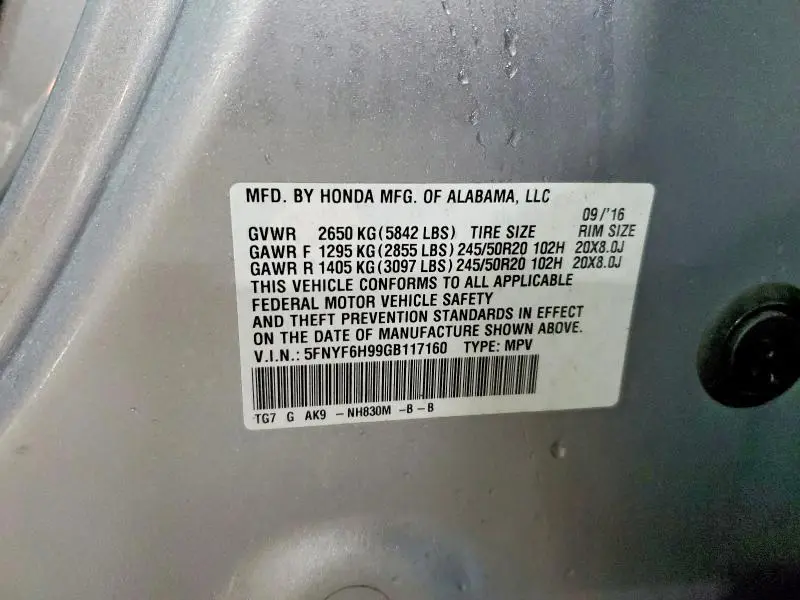 MFD. BY HONDA MFG. OF ALABAMA, LLC
09/'16
GVWR 2650 KG(5842 LBS) TIRE SIZE RIM SIZE
GAWR F 1295 KG(2855 LBS) 245/50R20 102H 20X8.0J
GAWR R 1405 KG(3097 LBS) 245/50R20 102H 20X8.0J
THIS VEHICLE CONFORMS TO ALL APPLICABLE
FEDERAL MOTOR VEHICLE SAFETY
AND THEFT PREVENTION STANDARDS IN EFFECT
ON THE DATE OF MANUFACTURE SHOWN ABOVE.
V.I.N.: 5FNYF6H99GB117160 TYPE: MPV
TG7 G AK9 -NH830M -B-B